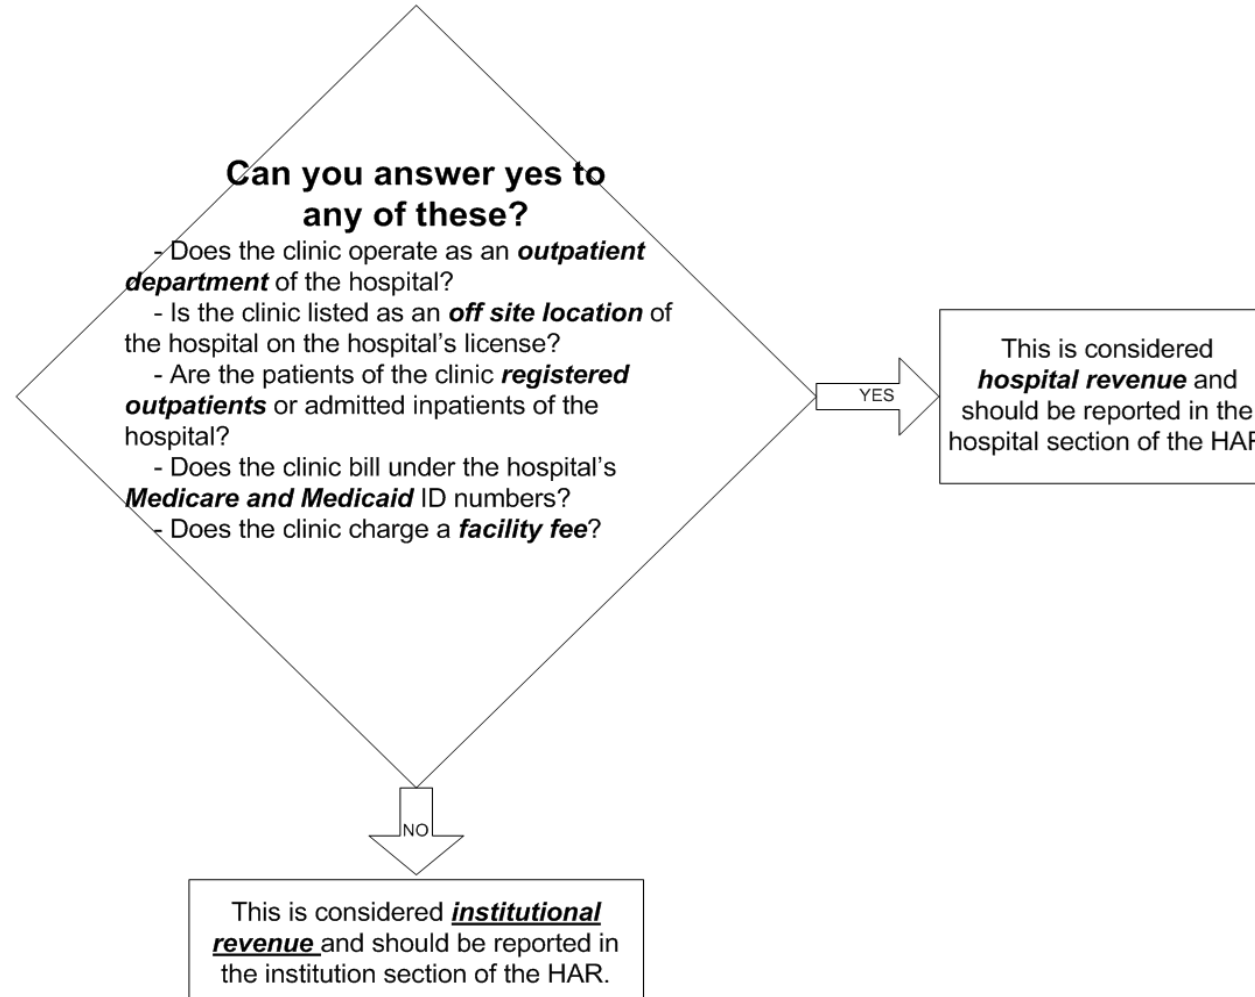 Can you answer yes to
any of these?
- Does the clinic operate as an outpatient
department of the hospital?
- Is the clinic listed as an off site location of
the hospital on the hospital's license?
- Are the patients of the clinic registered
outpatients or admitted inpatients of the
hospital?
- Does the clinic bill under the hospital's
Medicare and Medicaid ID numbers?
- Does the clinic charge a facility fee?
YES
This is considered
hospital revenue and
should be reported in the
hospital section of the
NO
This is considered institutional
revenue and should be reported in
the institution section of the HAR.